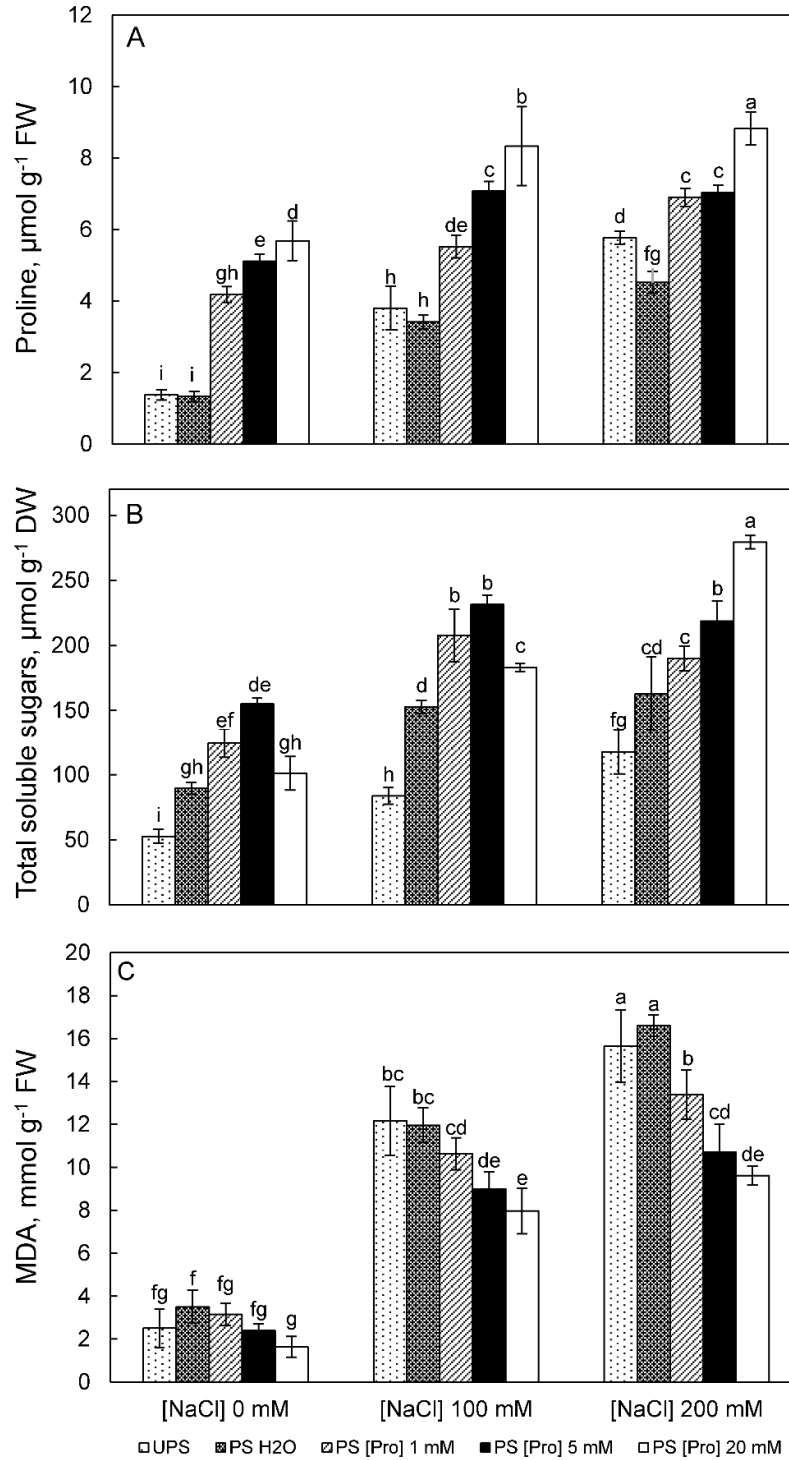 A
Proline, µmol g⁻¹ FW
12
10
8
6
4
2
0
i
i
gh
e
d
h
h
de
c
b
d
fg
c
c
a
B
Total soluble sugars, µmol g⁻¹ DW
300
250
200
150
100
50
0
i
gh
ef
de
gh
h
d
b
b
c
fg
cd
c
b
a
C
MDA, mmol g⁻¹ FW
20
18
16
14
12
10
8
6
4
2
0
fg
f
fg
fg
g
bc
bc
cd
de
e
a
a
b
cd
de
[NaCl] 0 mM [NaCl] 100 mM [NaCl] 200 mM
UPS PS H2O PS [Pro] 1 mM PS [Pro] 5 mM PS [Pro] 20 mM